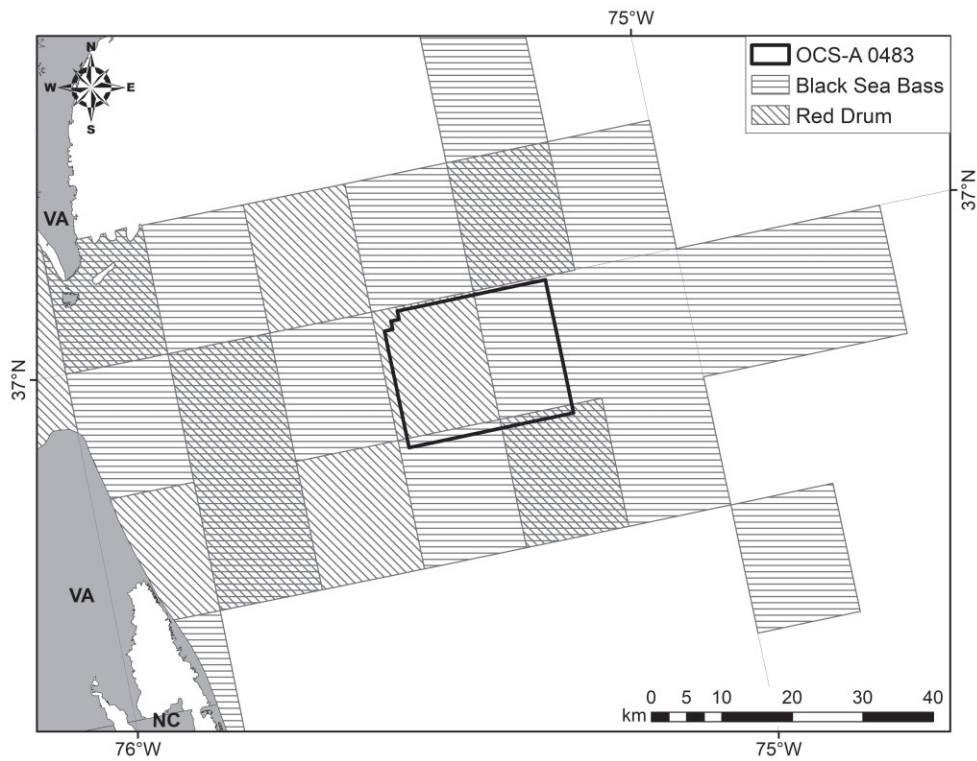 75°W
N
W E
S
OCS-A 0483
Black Sea Bass
Red Drum
VA
37°N
37°N
VA
NC
0 5 10 20 30 40
km
76°W
75°W